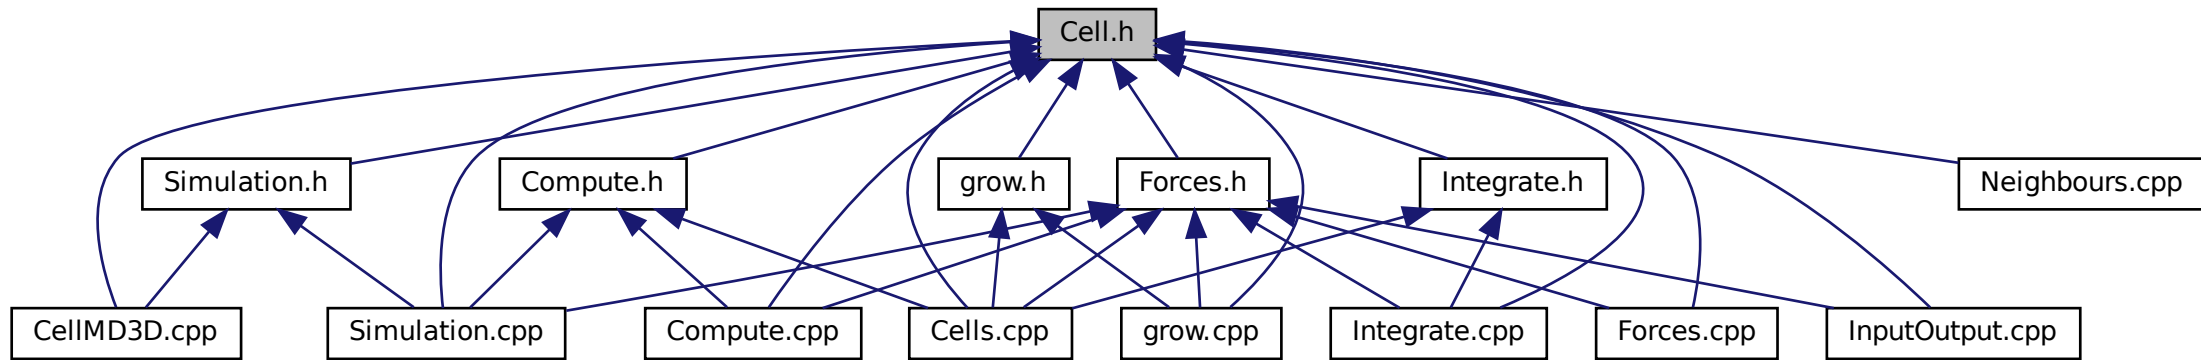 Cell.h
Simulation.h
Compute.h
grow.h
Forces.h
Integrate.h
Neighbours.cpp
CellMD3D.cpp
Simulation.cpp
Compute.cpp
Cells.cpp
grow.cpp
Integrate.cpp
Forces.cpp
InputOutput.cpp